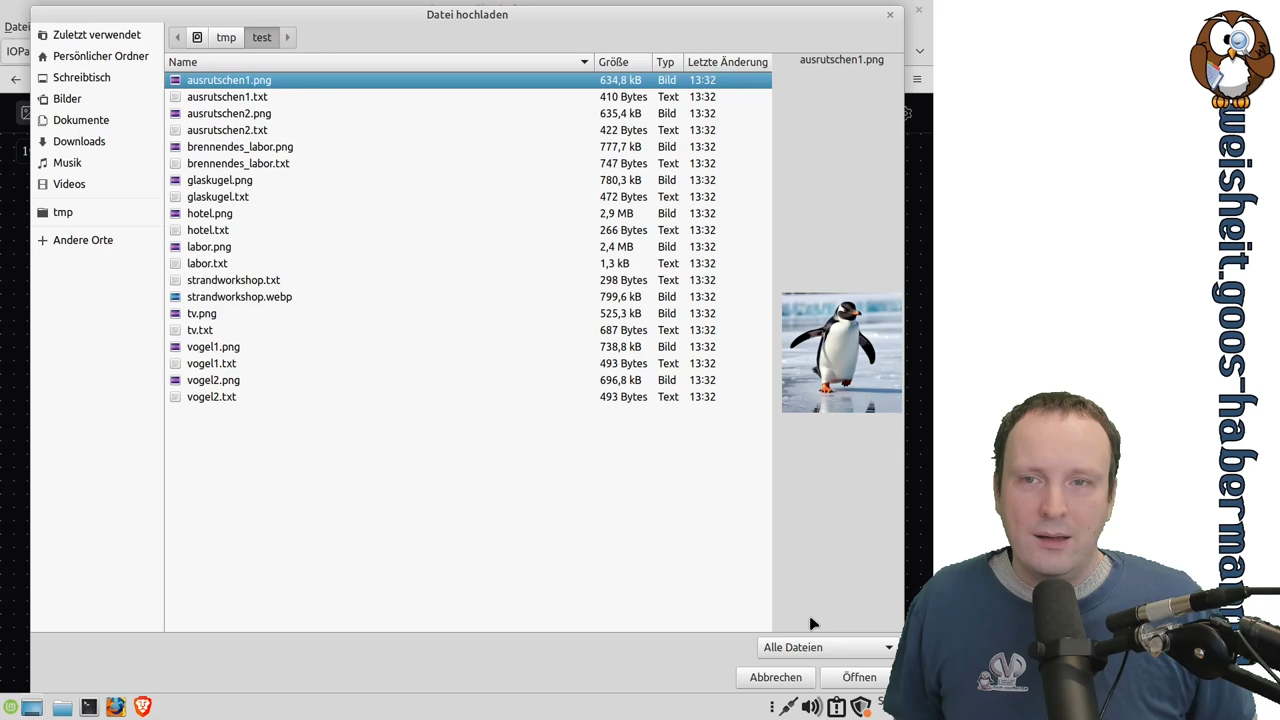 Datei hochladen
Datei
IOPa
Zuletzt verwendet
Persönlicher Ordner
Schreibtisch
Bilder
Dokumente
Downloads
Musik
Videos
tmp
Andere Orte
tmp
test
Name Größe Typ Letzte Änderung
ausrutschen1.png 634,8 kB Bild 13:32
ausrutschen1.txt 410 Bytes Text 13:32
ausrutschen2.png 635,4 kB Bild 13:32
ausrutschen2.txt 422 Bytes Text 13:32
brennendes_labor.png 777,7 kB Bild 13:32
brennendes_labor.txt 747 Bytes Text 13:32
glaskugel.png 780,3 kB Bild 13:32
glaskugel.txt 472 Bytes Text 13:32
hotel.png 2,9 MB Bild 13:32
hotel.txt 266 Bytes Text 13:32
labor.png 2,4 MB Bild 13:32
labor.txt 1,3 kB Text 13:32
strandworkshop.txt 298 Bytes Text 13:32
strandworkshop.webp 799,6 kB Bild 13:32
tv.png 525,3 kB Bild 13:32
tv.txt 687 Bytes Text 13:32
vogel1.png 738,8 kB Bild 13:32
vogel1.txt 493 Bytes Text 13:32
vogel2.png 696,8 kB Bild 13:32
vogel2.txt 493 Bytes Text 13:32
ausrutschen1.png
Alle Dateien
Abbrechen
Öffnen